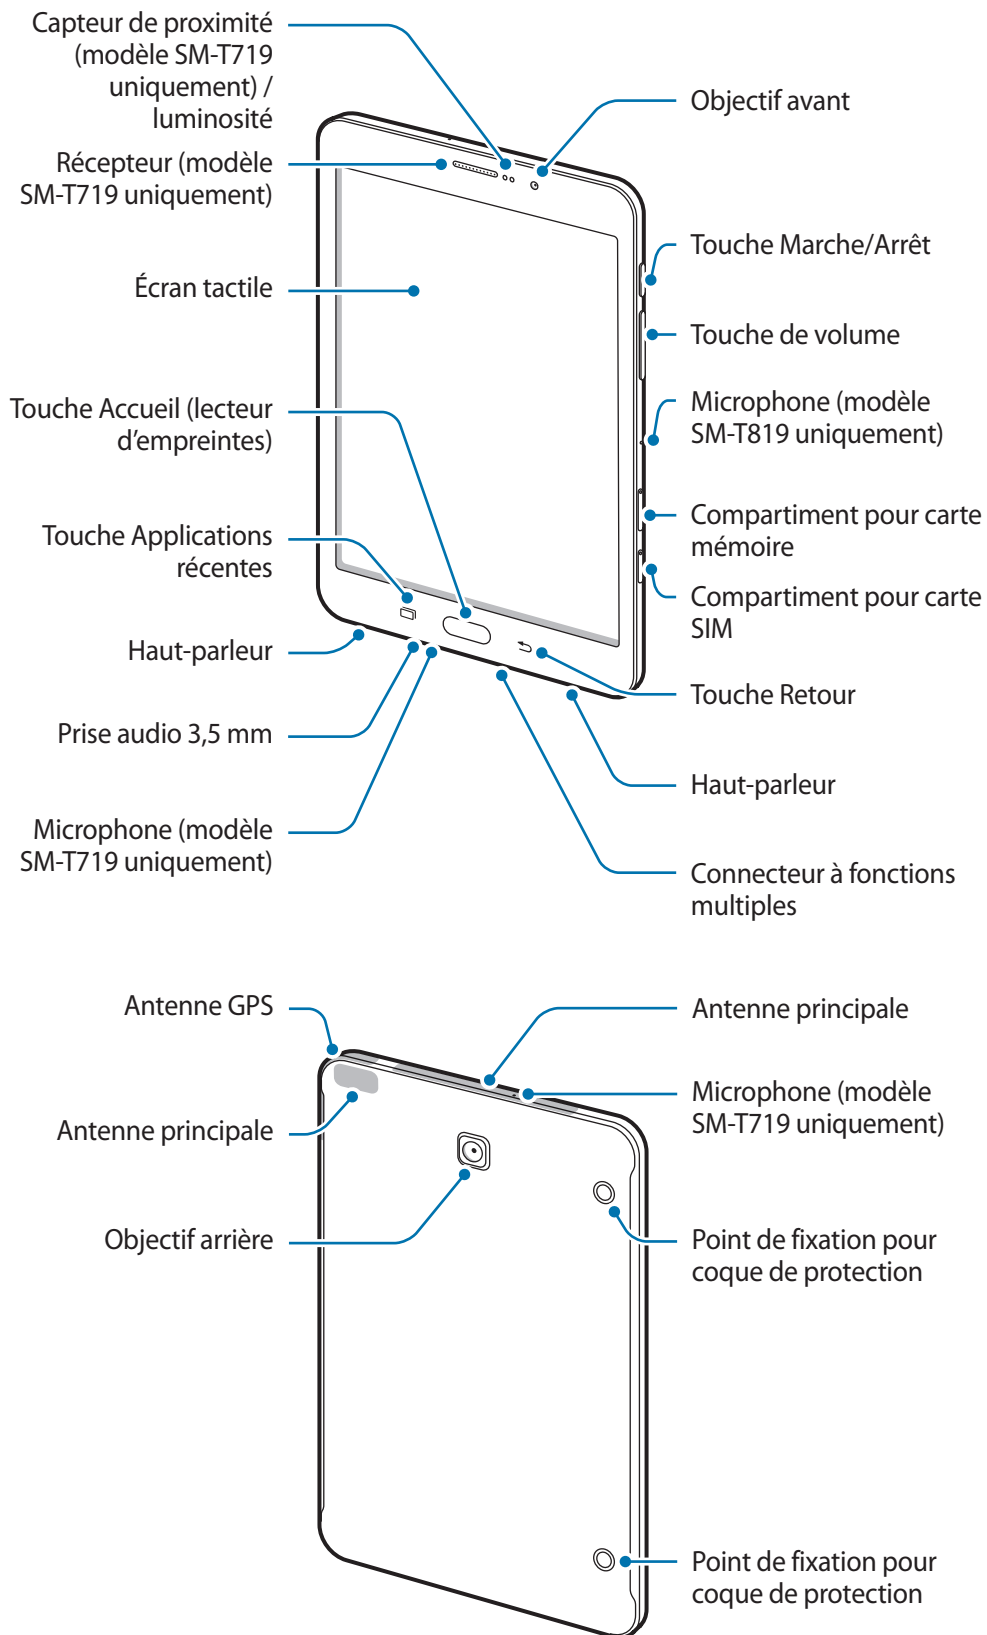 Capteur de proximité
(modèle SM-T719
uniquement) /
luminosité
Récepteur (modèle
SM-T719 uniquement)
Écran tactile
Touche Accueil (lecteur
d'empreintes)
Touche Applications
récentes
Haut-parleur
Prise audio 3,5 mm
Microphone (modèle
SM-T719 uniquement)
Objectif avant
Touche Marche/Arrêt
Touche de volume
Microphone (modèle
SM-T819 uniquement)
Compartiment pour carte
mémoire
Compartiment pour carte
SIM
Touche Retour
Haut-parleur
Connecteur à fonctions
multiples
Antenne GPS
Antenne principale
Objectif arrière
Antenne principale
Microphone (modèle
SM-T719 uniquement)
Point de fixation pour
coque de protection
Point de fixation pour
coque de protection